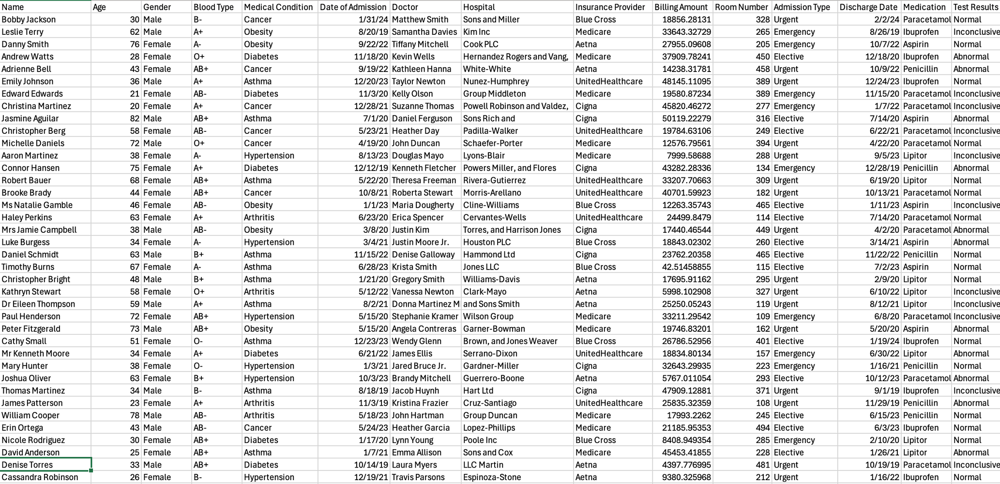 Name Age Gender Blood Type Medical Condition Date of Admission Doctor Hospital Insurance Provider Billing Amount Room Number Admission Type Discharge Date Medication Test Results
Bobby Jackson 30 Male B- Cancer 1/31/24 Matthew Smith Sons and Miller Blue Cross 18856.28131 328 Urgent 2/2/24 Paracetamol Normal
Leslie Terry 62 Male A+ Obesity 8/20/19 Samantha Davies Kim Inc Medicare 33643.32729 265 Emergency 8/26/19 Ibuprofen Inconclusive
Danny Smith 76 Female A- Obesity 9/22/22 Tiffany Mitchell Cook PLC Aetna 27955.09608 205 Emergency 10/7/22 Aspirin Normal
Andrew Watts 28 Female O+ Diabetes 11/18/20 Kevin Wells Hernandez Rogers and Vang, Medicare 37909.78241 450 Elective 12/18/20 Ibuprofen Abnormal
Adrienne Bell 43 Female AB+ Cancer 9/19/22 Kathleen Hanna White-White Aetna 14238.31781 458 Urgent 10/9/22 Penicillin Abnormal
Emily Johnson 36 Male A+ Asthma 12/20/23 Taylor Newton Nunez-Humphrey UnitedHealthcare 48145.11095 389 Urgent 12/24/23 Ibuprofen Normal
Edward Edwards 21 Female AB- Diabetes 11/3/20 Kelly Olson Group Middleton Medicare 19580.87234 389 Emergency 11/15/20 Paracetamol Inconclusive
Christina Martinez 20 Female A+ Cancer 12/28/21 Suzanne Thomas Powell Robinson and Valdez, Cigna 45820.46272 277 Emergency 1/7/22 Paracetamol Inconclusive
Jasmine Aguilar 82 Male AB+ Asthma 7/1/20 Daniel Ferguson Sons Rich and Cigna 50119.22279 316 Elective 7/14/20 Aspirin Abnormal
Christopher Berg 58 Female AB- Cancer 5/23/21 Heather Day Padilla-Walker UnitedHealthcare 19784.63106 249 Elective 6/22/21 Paracetamol Inconclusive
Michelle Daniels 72 Male O+ Cancer 4/19/20 John Duncan Schaefer-Porter Medicare 12576.79561 394 Urgent 4/22/20 Paracetamol Normal
Aaron Martinez 38 Female A- Hypertension 8/13/23 Douglas Mayo Lyons-Blair Medicare 7999.58688 288 Urgent 9/5/23 Lipitor Inconclusive
Connor Hansen 75 Female A+ Diabetes 12/12/19 Kenneth Fletcher Powers Miller, and Flores Cigna 43282.28336 134 Emergency 12/28/19 Penicillin Abnormal
Robert Bauer 68 Female AB+ Asthma 5/22/20 Theresa Freeman Rivera-Gutierrez UnitedHealthcare 33207.70663 309 Urgent 6/19/20 Lipitor Normal
Brooke Brady 44 Female AB+ Cancer 10/8/21 Roberta Stewart Morris-Arellano UnitedHealthcare 40701.59923 182 Urgent 10/13/21 Paracetamol Normal
Ms Natalie Gamble 46 Female AB- Obesity 1/1/23 Maria Dougherty Cline-Williams Blue Cross 12263.35743 465 Elective 1/11/23 Aspirin Inconclusive
Haley Perkins 63 Female A+ Arthritis 6/23/20 Erica Spencer Cervantes-Wells UnitedHealthcare 24499.8479 114 Elective 7/14/20 Paracetamol Normal
Mrs Jamie Campbell 38 Male AB- Obesity 3/8/20 Justin Kim Torres, and Harrison Jones Cigna 17440.46544 449 Urgent 4/2/20 Paracetamol Abnormal
Luke Burgess 34 Female A- Hypertension 3/4/21 Justin Moore Jr. Houston PLC Blue Cross 18843.02302 260 Elective 3/14/21 Aspirin Abnormal
Daniel Schmidt 63 Male B+ Asthma 11/15/22 Denise Galloway Hammond Ltd Cigna 23762.20358 465 Elective 11/22/22 Penicillin Normal
Timothy Burns 67 Female A- Asthma 6/28/23 Krista Smith Jones LLC Blue Cross 42.51458855 115 Elective 7/2/23 Aspirin Normal
Christopher Bright 48 Male B+ Asthma 1/21/20 Gregory Smith Williams-Davis Aetna 17695.91162 295 Urgent 2/9/20 Lipitor Normal
Kathryn Stewart 58 Female O+ Arthritis 5/12/22 Vanessa Newton Clark-Mayo Aetna 5998.102908 327 Urgent 6/10/22 Lipitor Inconclusive
Dr Eileen Thompson 59 Male A+ Asthma 8/2/21 Donna Martinez M and Sons Smith Aetna 25250.05243 119 Urgent 8/12/21 Lipitor Inconclusive
Paul Henderson 72 Female AB+ Hypertension 5/15/20 Stephanie Kramer Wilson Group Medicare 33211.29542 109 Emergency 6/8/20 Paracetamol Inconclusive
Peter Fitzgerald 73 Male AB+ Obesity 5/15/20 Angela Contreras Garner-Bowman Medicare 19746.83201 162 Urgent 5/20/20 Aspirin Abnormal
Cathy Small 51 Female O- Asthma 12/23/23 Wendy Glenn Brown, and Jones Weaver Blue Cross 26786.52956 401 Elective 1/19/24 Ibuprofen Normal
Mr Kenneth Moore 34 Female A+ Diabetes 6/21/22 James Ellis Serrano-Dixon UnitedHealthcare 18834.80134 157 Emergency 6/30/22 Lipitor Abnormal
Mary Hunter 38 Female O- Hypertension 1/3/21 Jared Bruce Jr. Gardner-Miller Cigna 32643.29935 223 Emergency 1/16/21 Penicillin Normal
Joshua Oliver 63 Female B+ Hypertension 10/3/23 Brandy Mitchell Guerrero-Boone Aetna 5767.011054 293 Elective 10/12/23 Paracetamol Abnormal
Thomas Martinez 34 Male B- Asthma 8/18/19 Jacob Huynh Hart Ltd Cigna 47909.12881 371 Urgent 9/1/19 Ibuprofen Inconclusive
James Patterson 23 Female A+ Arthritis 11/3/19 Kristina Frazier Cruz-Santiago UnitedHealthcare 25835.32359 108 Urgent 11/29/19 Penicillin Abnormal
William Cooper 78 Male AB- Arthritis 5/18/23 John Hartman Group Duncan Medicare 17993.2262 245 Elective 6/15/23 Penicillin Normal
Erin Ortega 43 Male AB- Cancer 5/24/23 Heather Garcia Lopez-Phillips Medicare 21185.95353 494 Elective 6/3/23 Ibuprofen Normal
Nicole Rodriguez 30 Female AB+ Diabetes 1/17/20 Lynn Young Poole Inc Blue Cross 8408.949354 285 Emergency 2/10/20 Lipitor Normal
David Anderson 25 Female AB+ Asthma 1/7/21 Emma Allison Sons and Cox Medicare 45453.41855 228 Elective 1/26/21 Lipitor Abnormal
Denise Torres 33 Male AB+ Diabetes 10/14/19 Laura Myers LLC Martin Aetna 4397.776995 481 Urgent 10/19/19 Paracetamol Inconclusive
Cassandra Robinson 26 Female B- Hypertension 12/19/21 Travis Parsons Espinoza-Stone Aetna 9380.325968 212 Urgent 1/16/22 Ibuprofen Normal